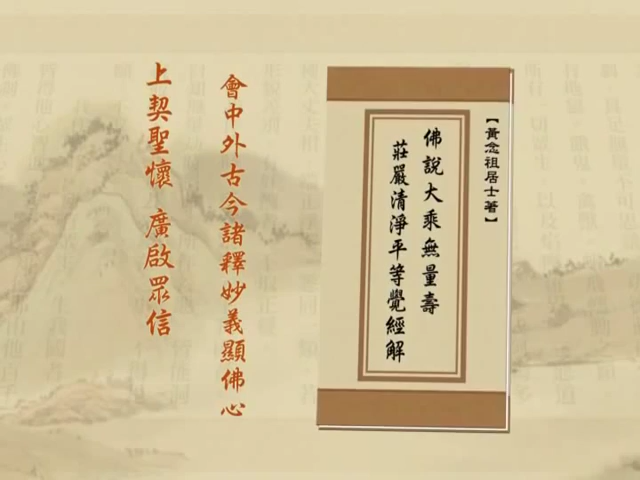 【黃念祖居士著】
佛說大乘無量壽
莊嚴清淨平等覺經解
會中外古今諸釋妙義顯佛心
上契聖懷 廣啟眾信